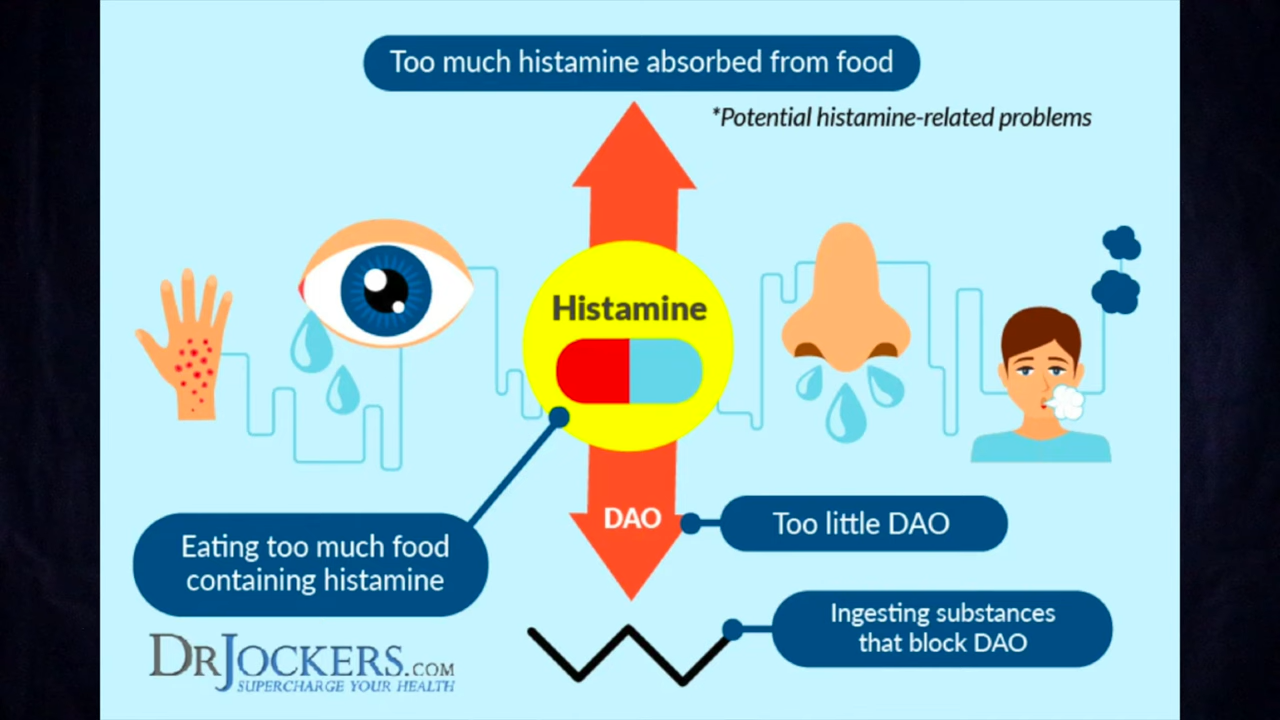 Too much histamine absorbed from food
*Potential histamine-related problems
Histamine
DAO
Too little DAO
Eating too much food
containing histamine
Ingesting substances
that block DAO
DRJOCKERS.COM
SUPERCHARGE YOUR HEALTH